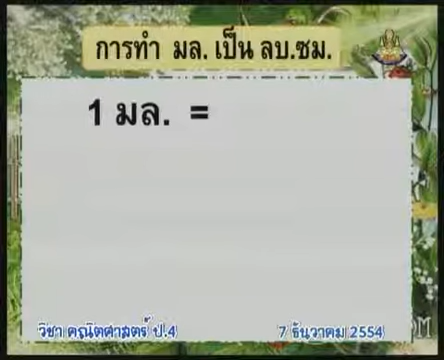 การทำ มล. เป็น ลบ.ซม.
1 มล. =
วิชา คณิตศาสตร์ ป.4
7 ธันวาคม 2554